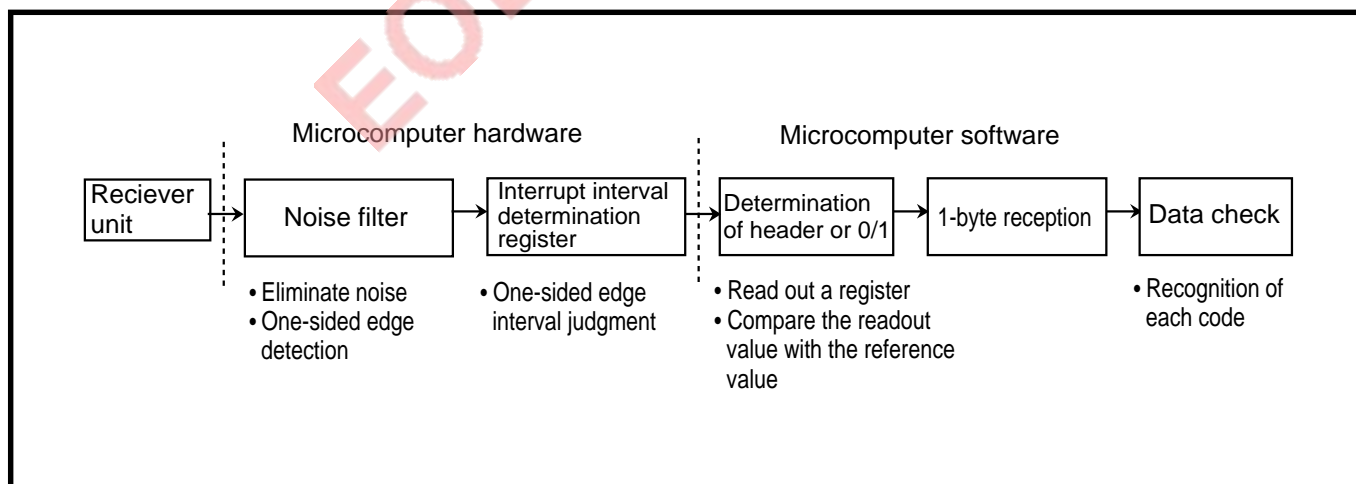 EO
Microcomputer hardware
Microcomputer software
Reciever
unit
Noise filter
Interrupt interval
determination
register
Determination
of header or 0/1
1-byte reception
Data check
• Eliminate noise
• One-sided edge
detection
• One-sided edge
interval judgment
• Read out a register
• Compare the readout
value with the reference
value
• Recognition of
each code